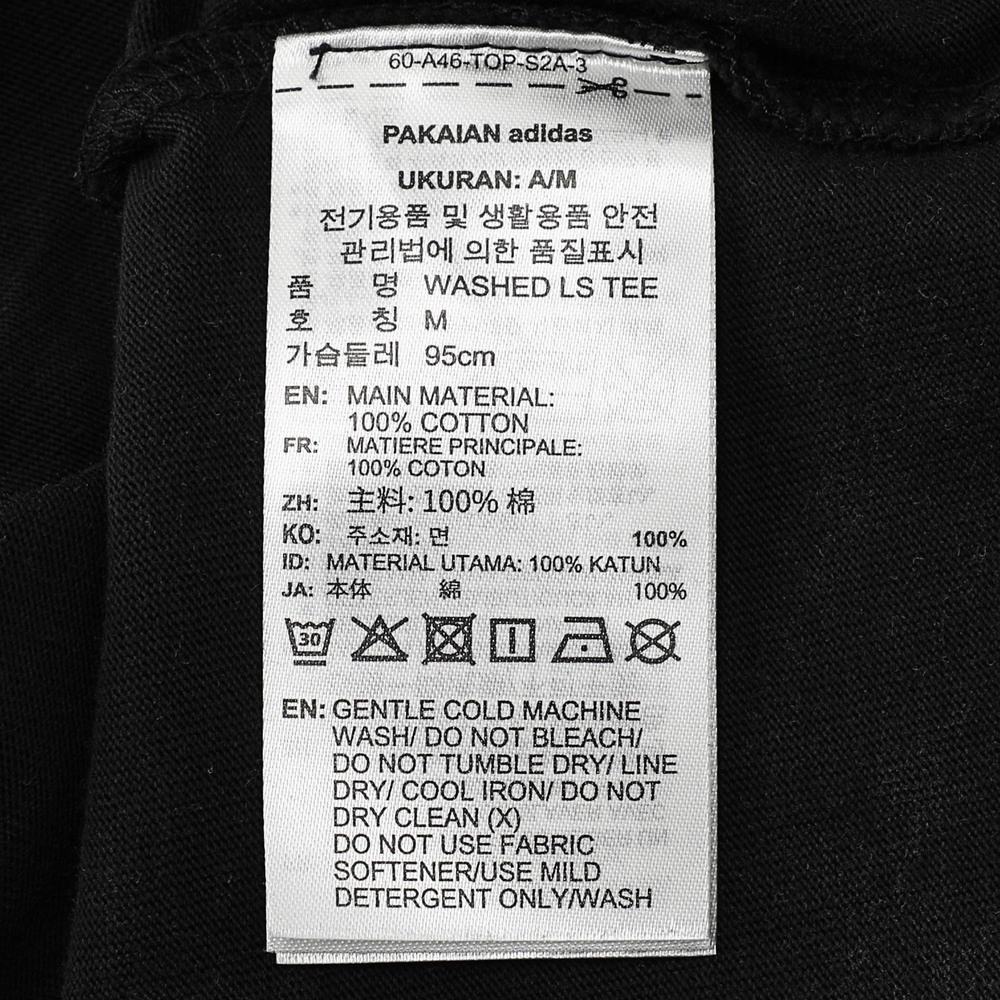 60-A46-TOP-S2A-3
PAKAIAN adidas
UKURAN: A/M
전기용품 및 생활용품 안전
관리법에 의한 품질표시
품 명 WASHED LS TEE
호 칭 M
가슴둘레 95cm
EN: MAIN MATERIAL:
100% COTTON
FR: MATIERE PRINCIPALE:
100% COTON
ZH: 主料: 100% 棉
KO: 주소재: 면 100%
ID: MATERIAL UTAMA: 100% KATUN
JA: 本体 綿 100%
30
EN: GENTLE COLD MACHINE
WASH/ DO NOT BLEACH/
DO NOT TUMBLE DRY/ LINE
DRY/ COOL IRON/ DO NOT
DRY CLEAN (X)
DO NOT USE FABRIC
SOFTENER/USE MILD
DETERGENT ONLY/WASH